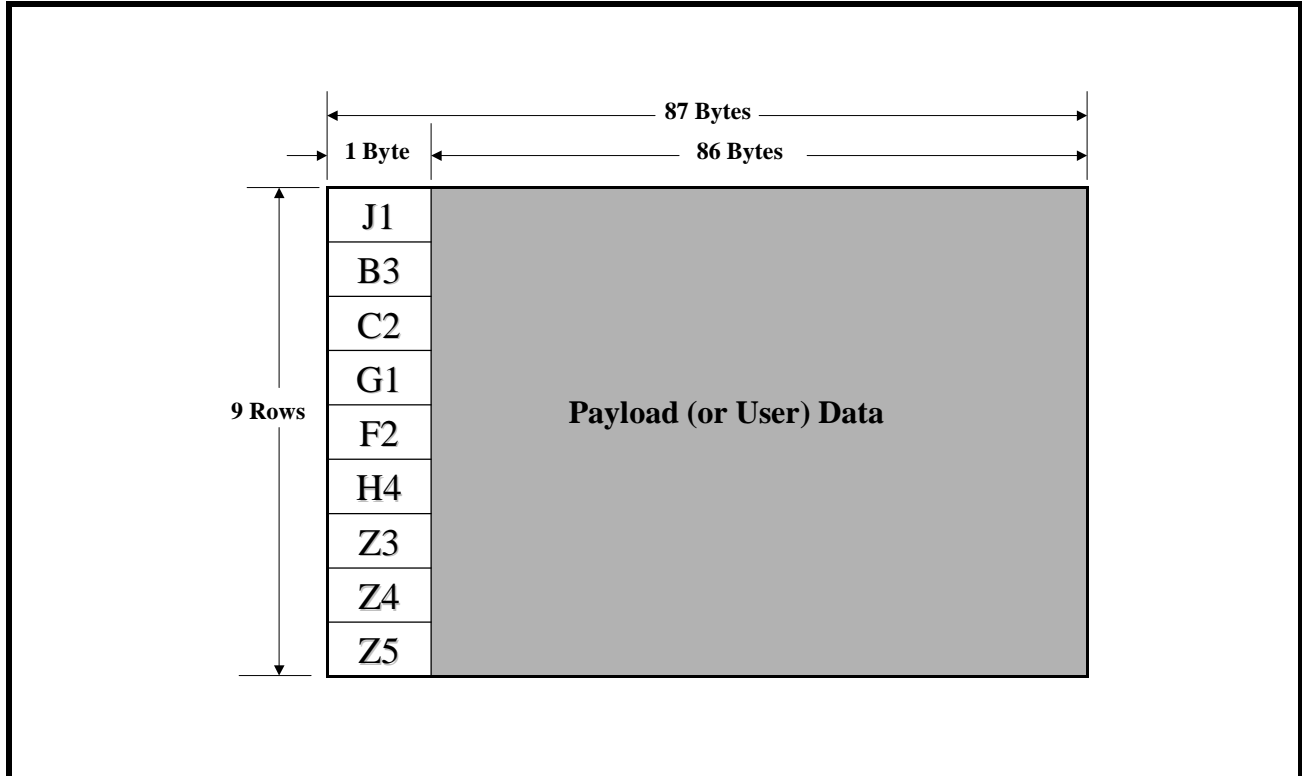 87 Bytes
1 Byte
86 Bytes
J1
B3
C2
G1
F2
H4
Z3
Z4
Z5
9 Rows
Payload (or User) Data